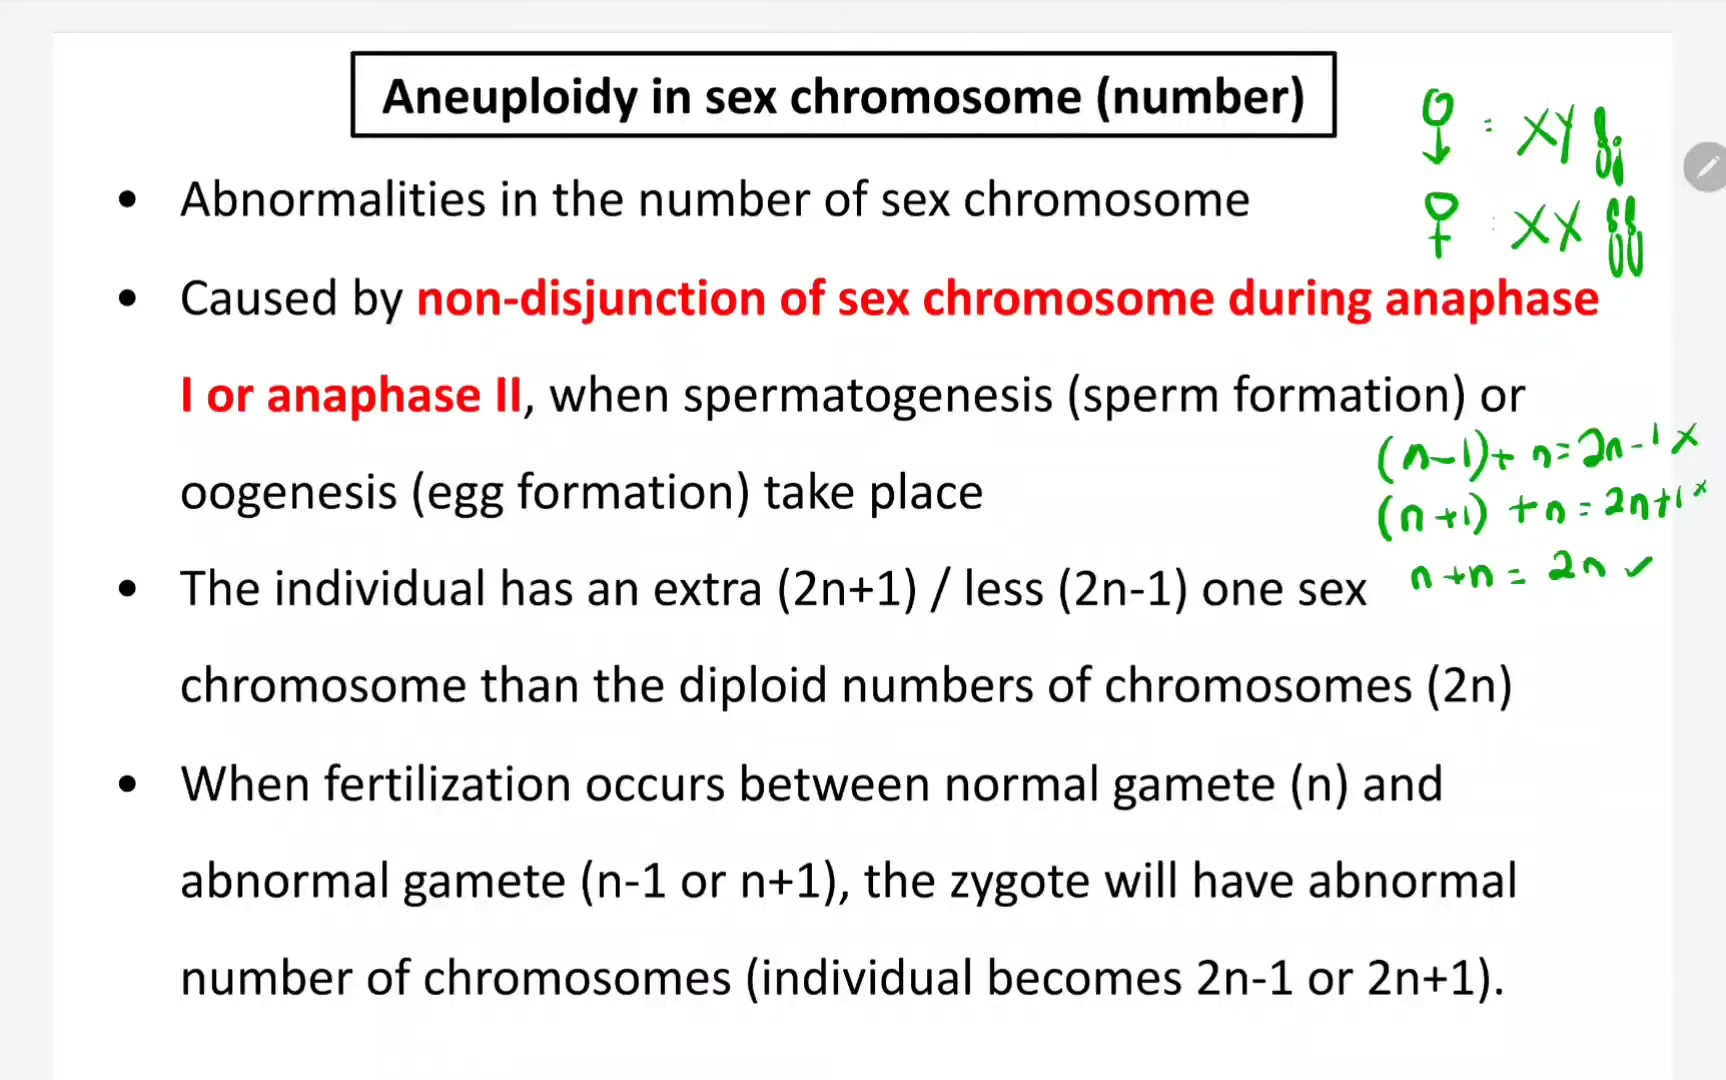 Aneuploidy in sex chromosome (number)
♂ = XY
• Abnormalities in the number of sex chromosome
♀ : XX
• Caused by non-disjunction of sex chromosome during anaphase
I or anaphase II, when spermatogenesis (sperm formation) or
(n-1)+ n=2n-1 x
oogenesis (egg formation) take place
(n+1) +n=2n+1 x
• The individual has an extra (2n+1) / less (2n-1) one sex
n+n = 2n ✓
chromosome than the diploid numbers of chromosomes (2n)
• When fertilization occurs between normal gamete (n) and
abnormal gamete (n-1 or n+1), the zygote will have abnormal
number of chromosomes (individual becomes 2n-1 or 2n+1).